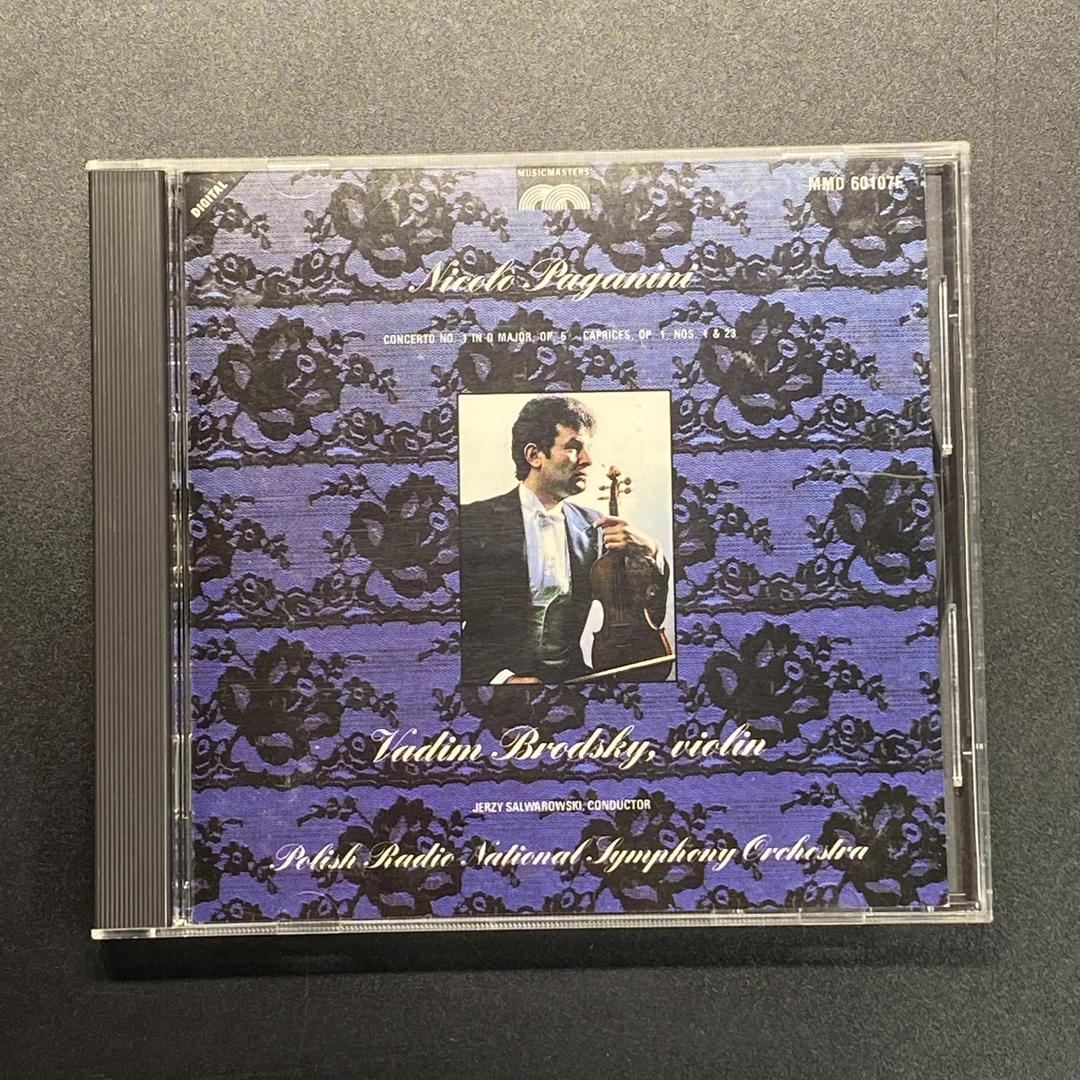 DIGITAL
MUSICMASTERS
MMD 60107F
Nicolò Paganini
CONCERTO NO. 1 IN D MAJOR, OP. 6 CAPRICES, OP. 1, NOS. 4 & 23
Vadim Brodsky, violin
JERZY SALWAROWSKI, CONDUCTOR
Polish Radio National Symphony Orchestra